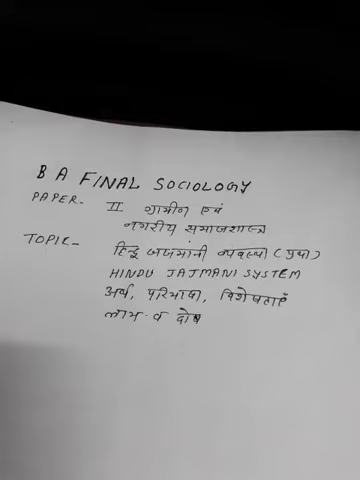 B A FINAL SOCIOLOGY
PAPER- II ग्रामीण एवं
नगरीय समाजशास्त्र
TOPIC- हिन्दू जजमानी व्यवस्था (प्रथा)
HINDU JAJMANI SYSTEM
अर्थ, परिभाषा, विशेषताएं
लाभ व दोष